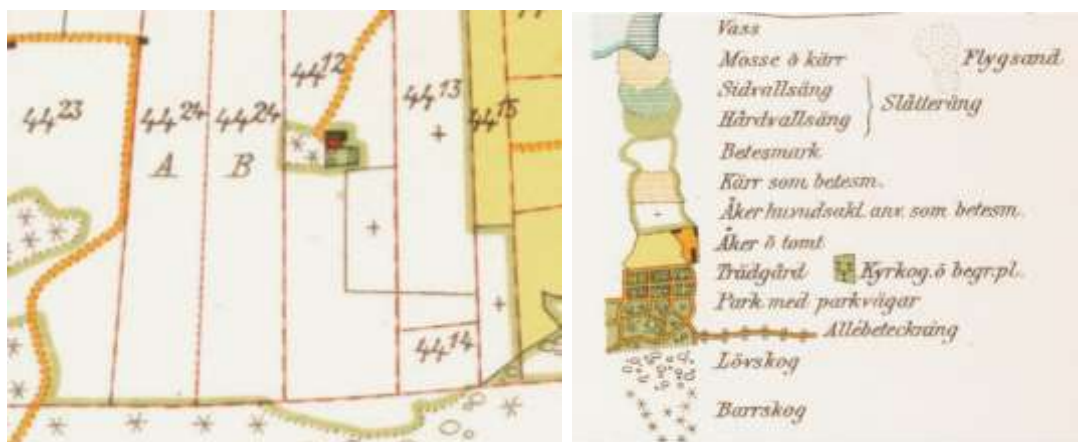 44¹²
44²³
44²⁴
44²⁴
44¹³
44¹⁵
A
B
44¹⁴
Vass
Mosse o kärr
Flygsand
Sidvallsäng
Slåtteräng
Hårdvallsäng
Betesmark
Kärr som betesm.
Åker huvudsakl. anv. som betesm.
Åker o tomt
Trädgård
Kyrkog. o begr.pl.
Park med parkvägar
Allébeteckning
Lövskog
Barrskog